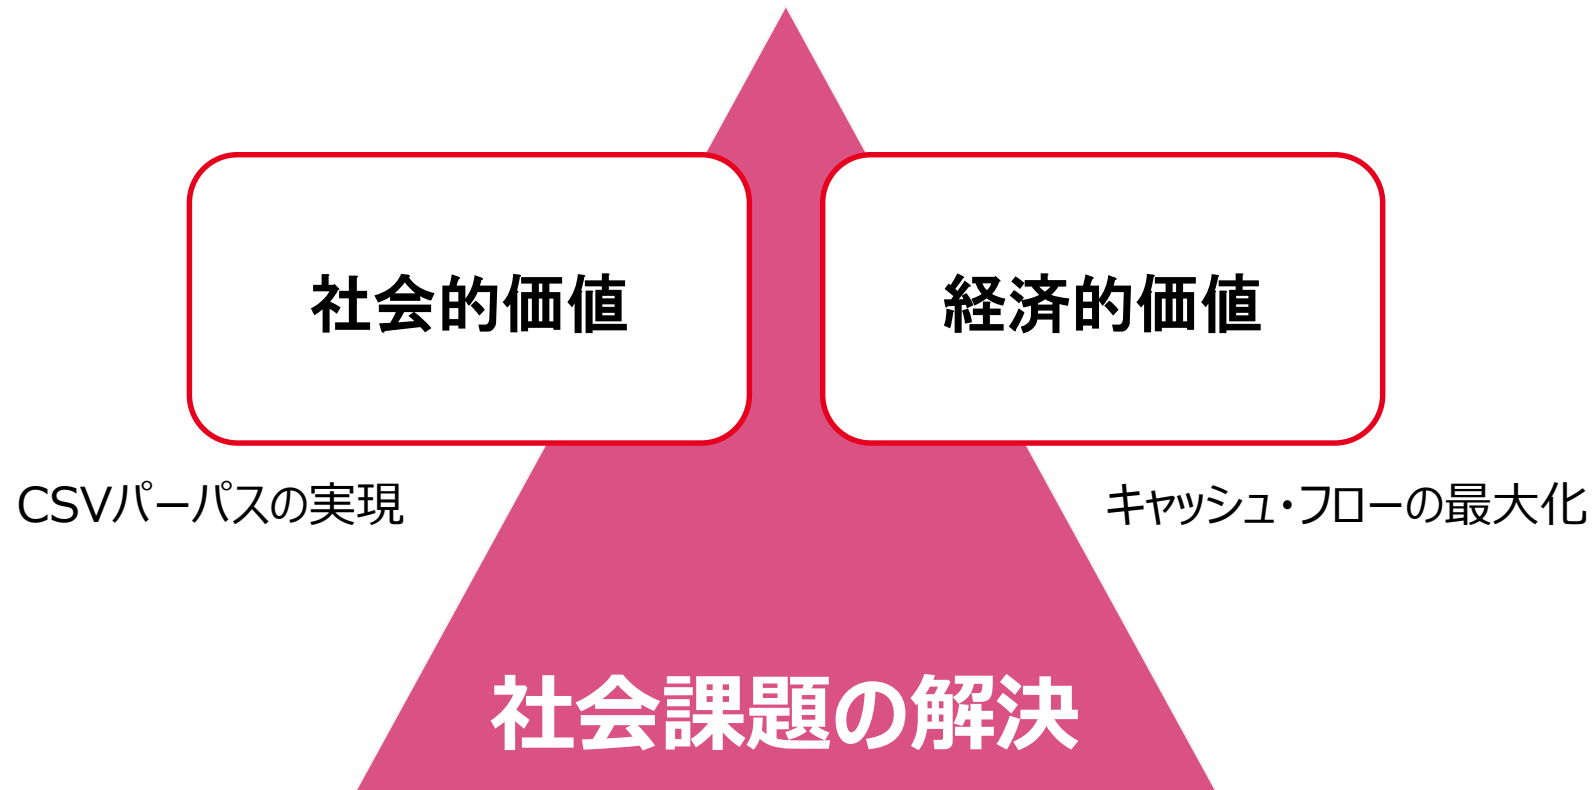 社会的価値
経済的価値
CSVパーパスの実現
キャッシュ・フローの最大化
社会課題の解決